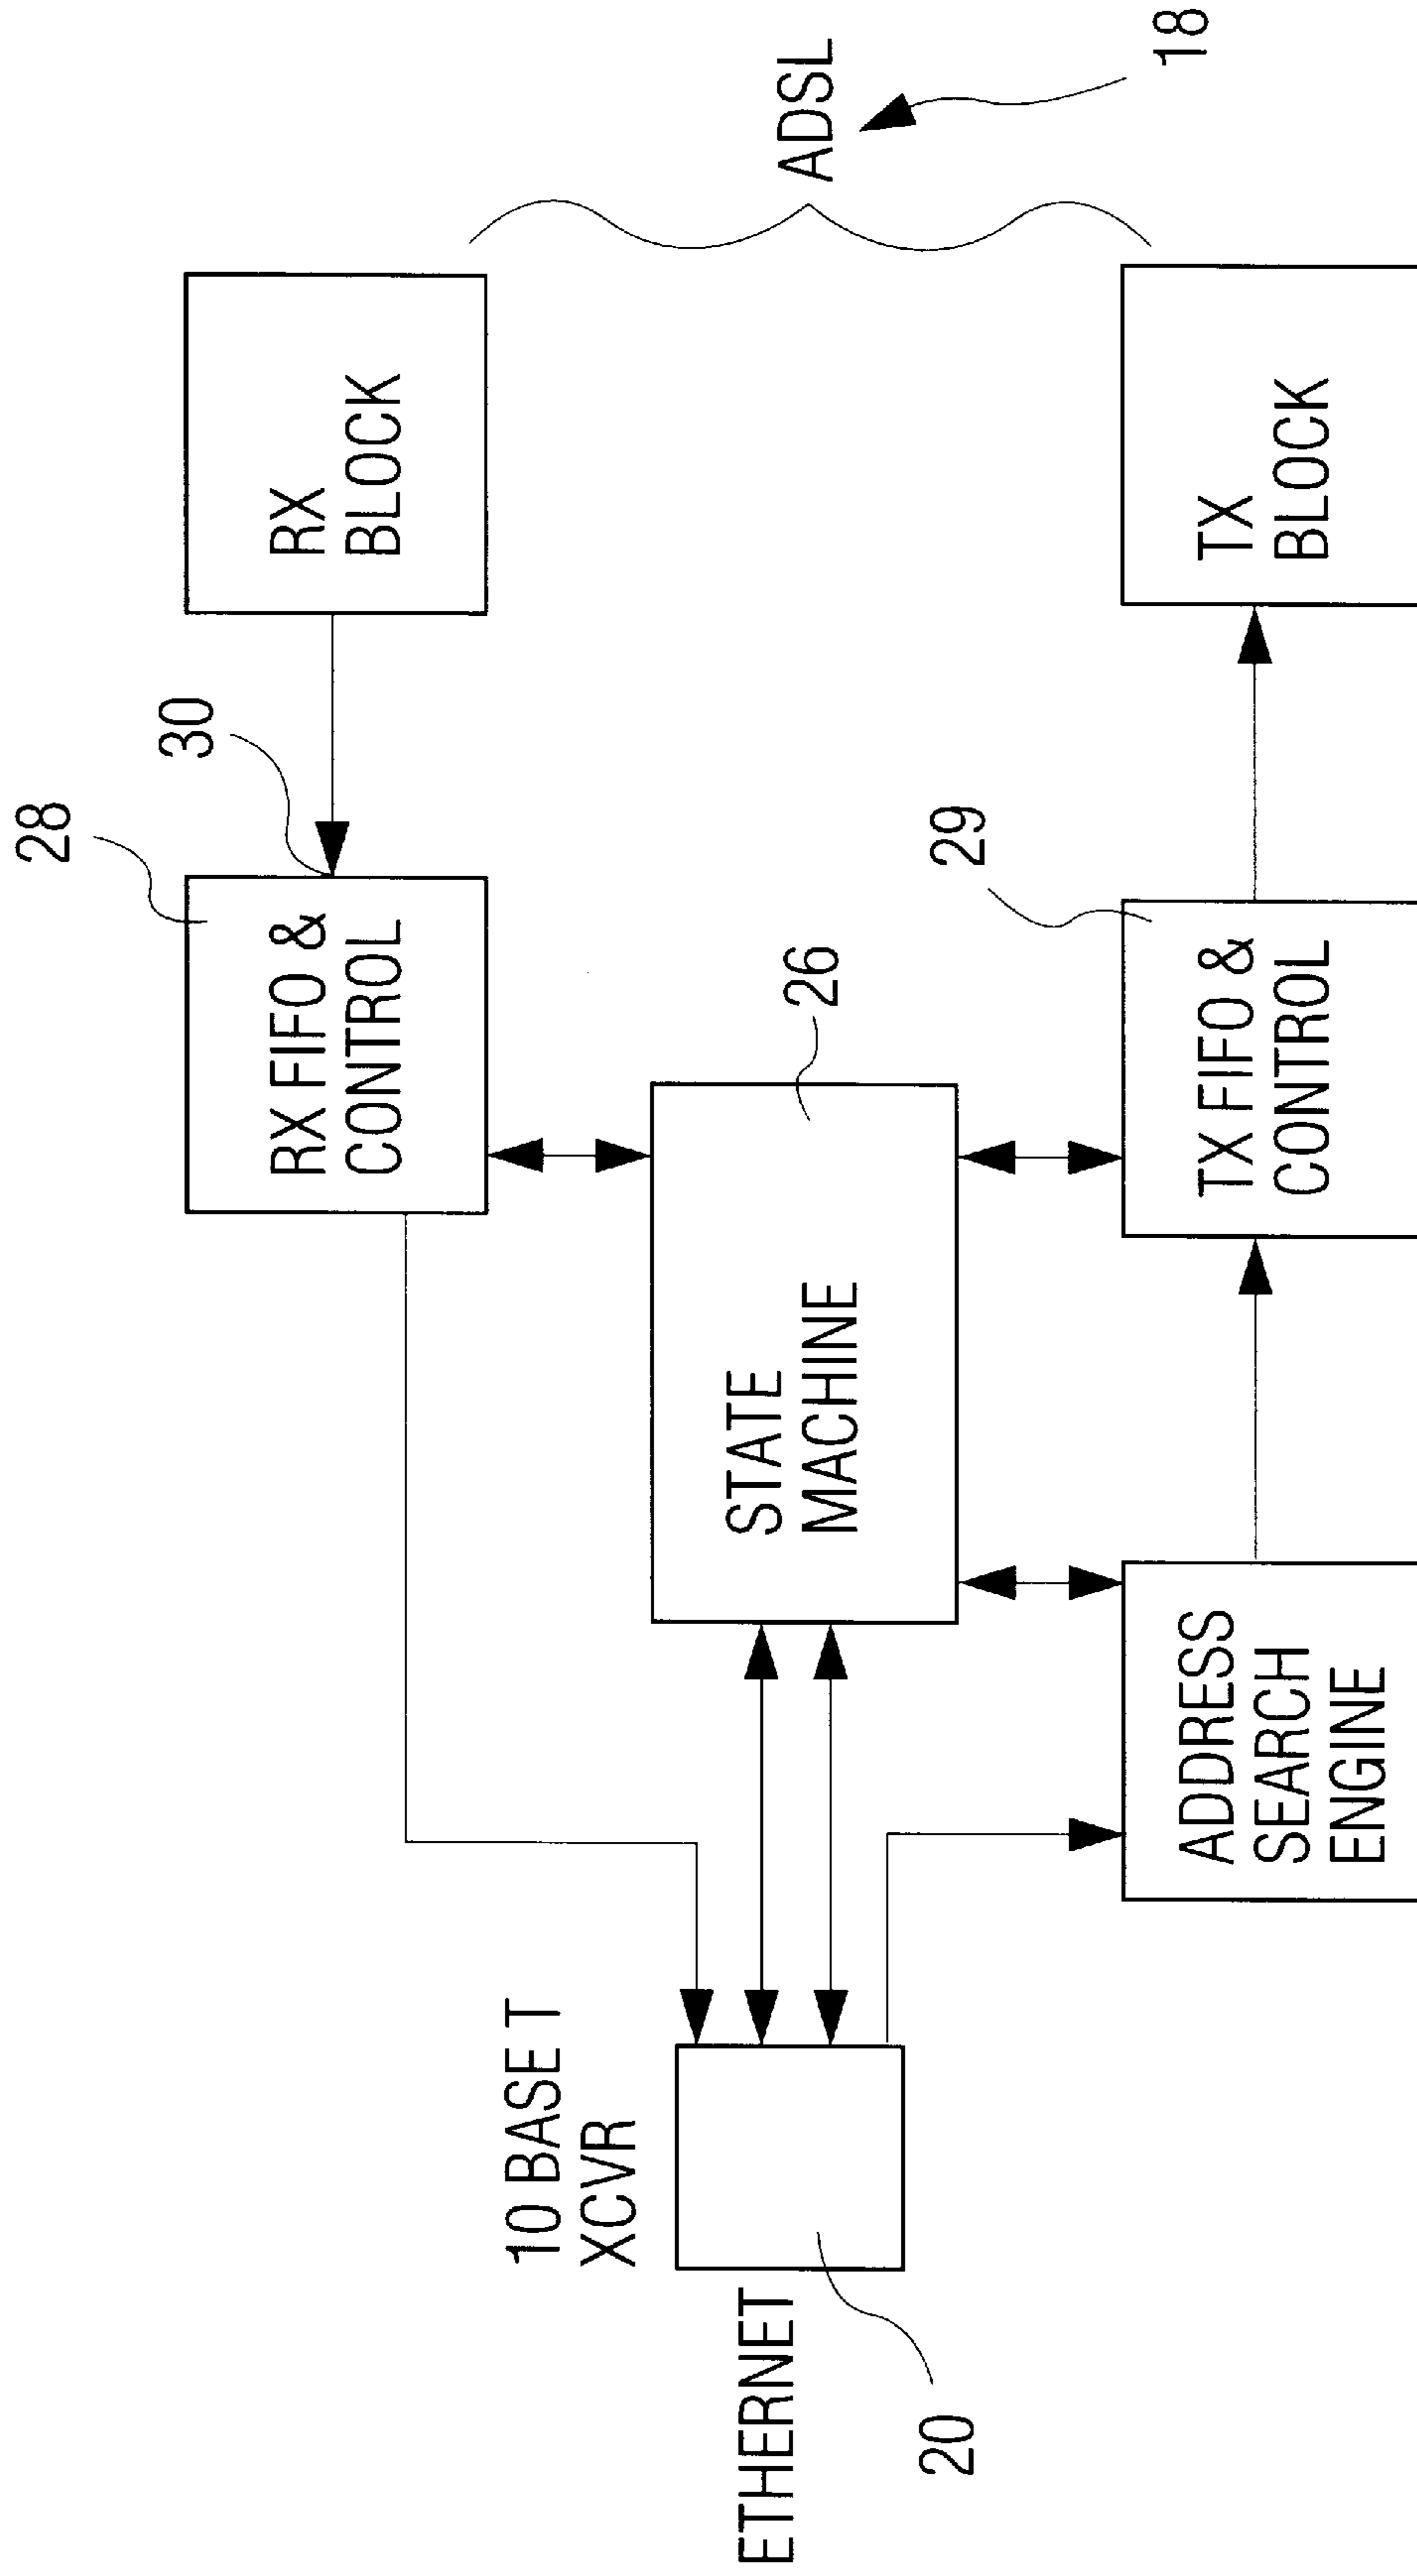 ETHERNET
10 BASE T
XCVR
20
ADDRESS
SEARCH
ENGINE
STATE
MACHINE
26
RX FIFO &
CONTROL
28
30
TX FIFO &
CONTROL
29
RX
BLOCK
TX
BLOCK
ADSL
18